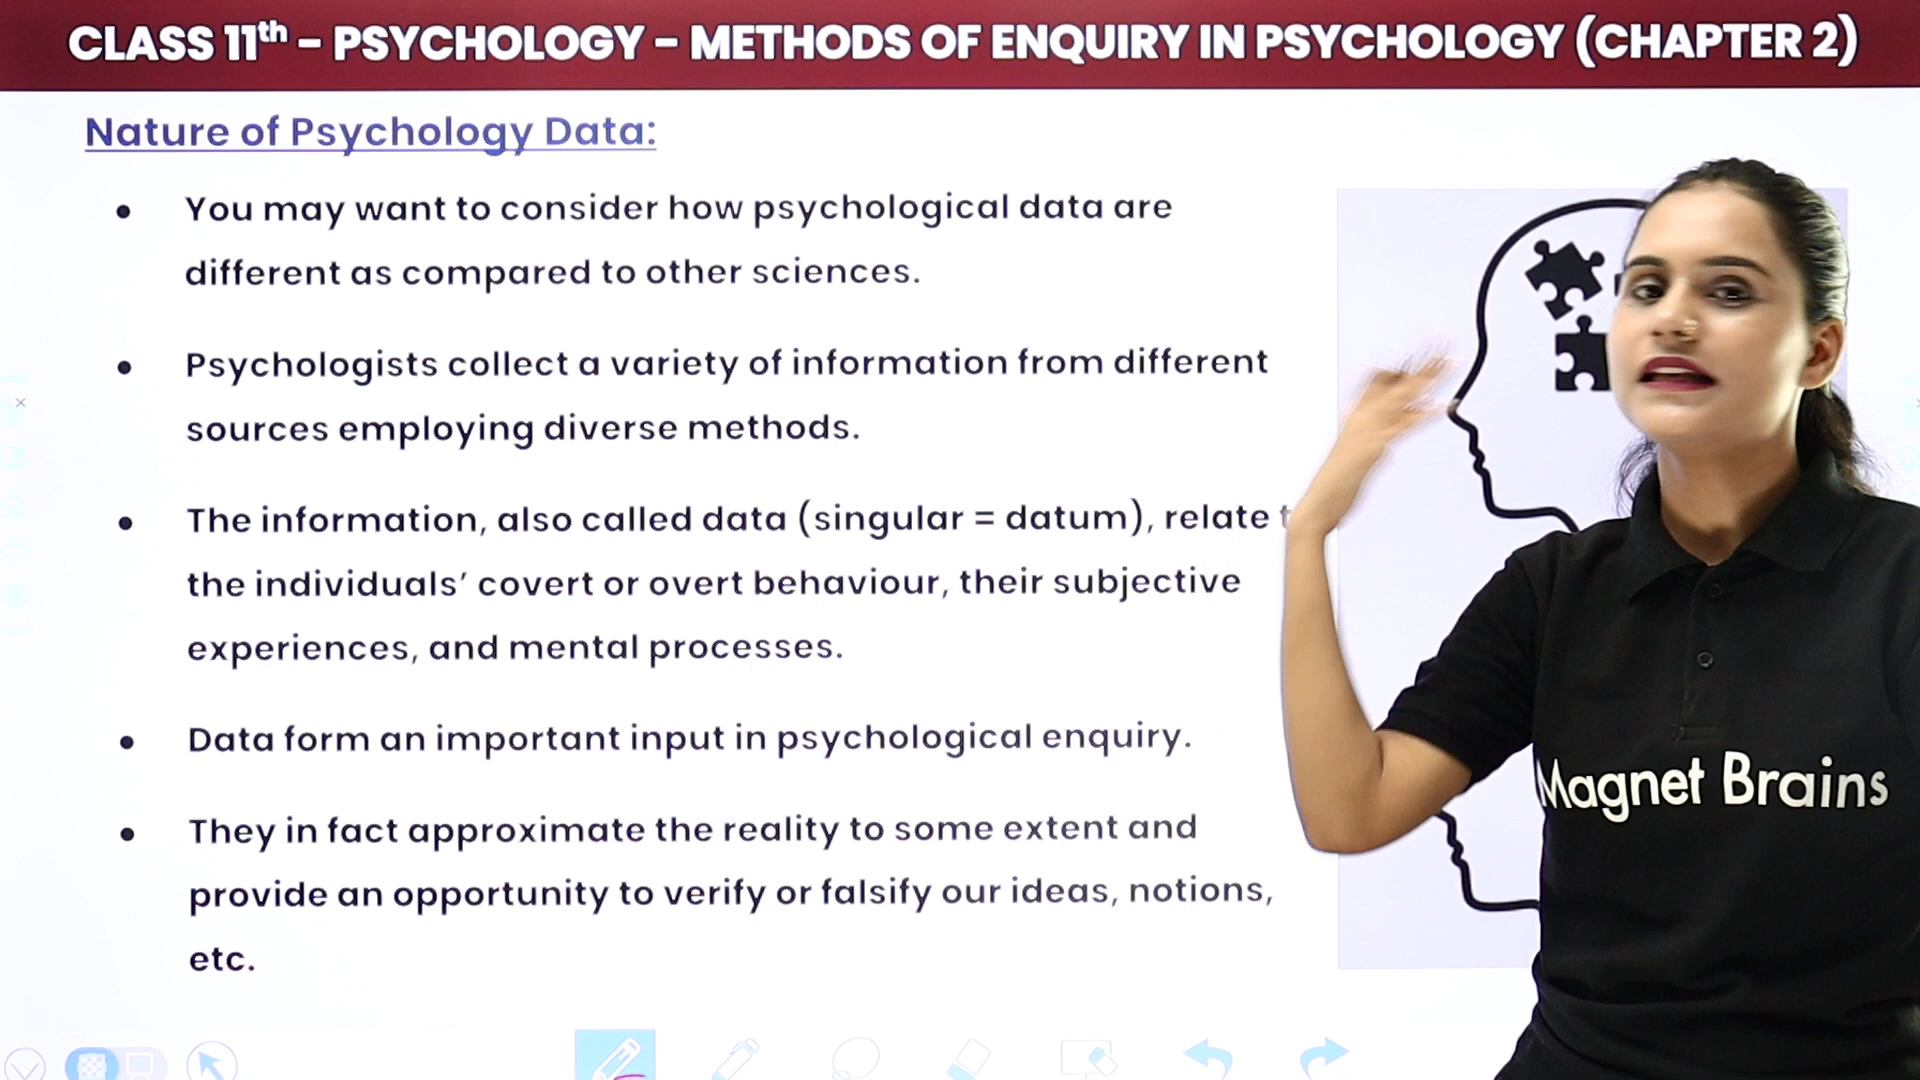 CLASS 11th - PSYCHOLOGY - METHODS OF ENQUIRY IN PSYCHOLOGY (CHAPTER 2)
Nature of Psychology Data:
• You may want to consider how psychological data are
different as compared to other sciences.
• Psychologists collect a variety of information from different
sources employing diverse methods.
• The information, also called data (singular = datum), relate
the individuals' covert or overt behaviour, their subjective
experiences, and mental processes.
• Data form an important input in psychological enquiry.
• They in fact approximate the reality to some extent and
provide an opportunity to verify or falsify our ideas, notions,
etc.
Magnet Brains